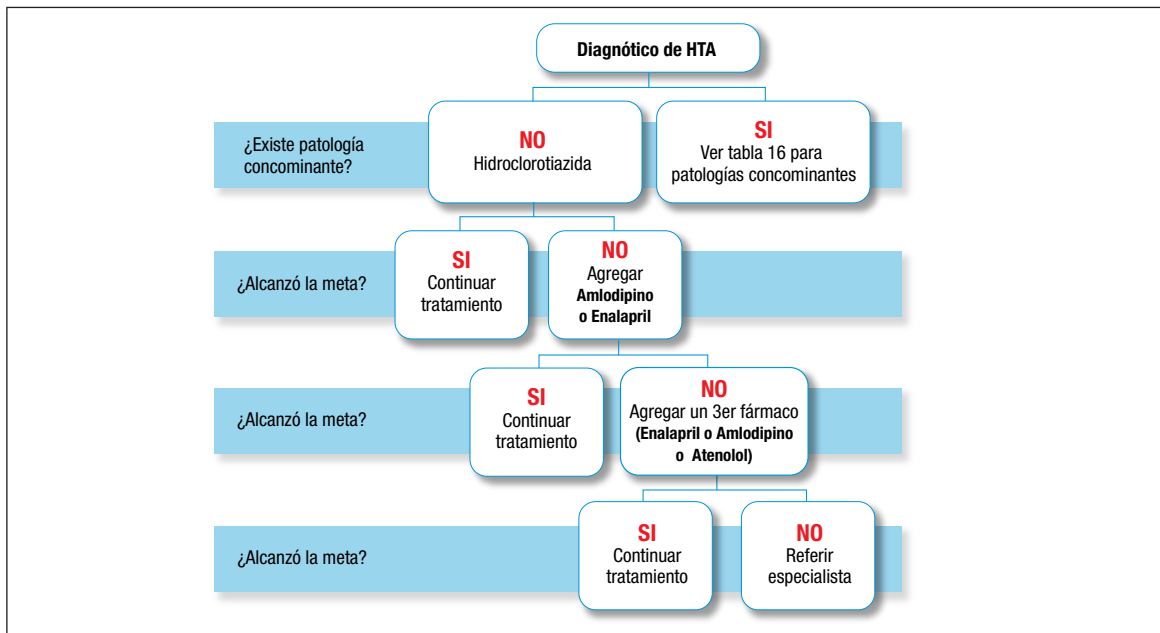 Diagnótico de HTA
¿Existe patología
concominante?
NO
Hidroclorotiazida
SI
Ver tabla 16 para
patologías concominantes
¿Alcanzó la meta?
SI
Continuar
tratamiento
NO
Agregar
Amlodipino
o Enalapril
¿Alcanzó la meta?
SI
Continuar
tratamiento
NO
Agregar un 3er fármaco
(Enalapril o Amlodipino
o Atenolol)
¿Alcanzó la meta?
SI
Continuar
tratamiento
NO
Referir
especialista